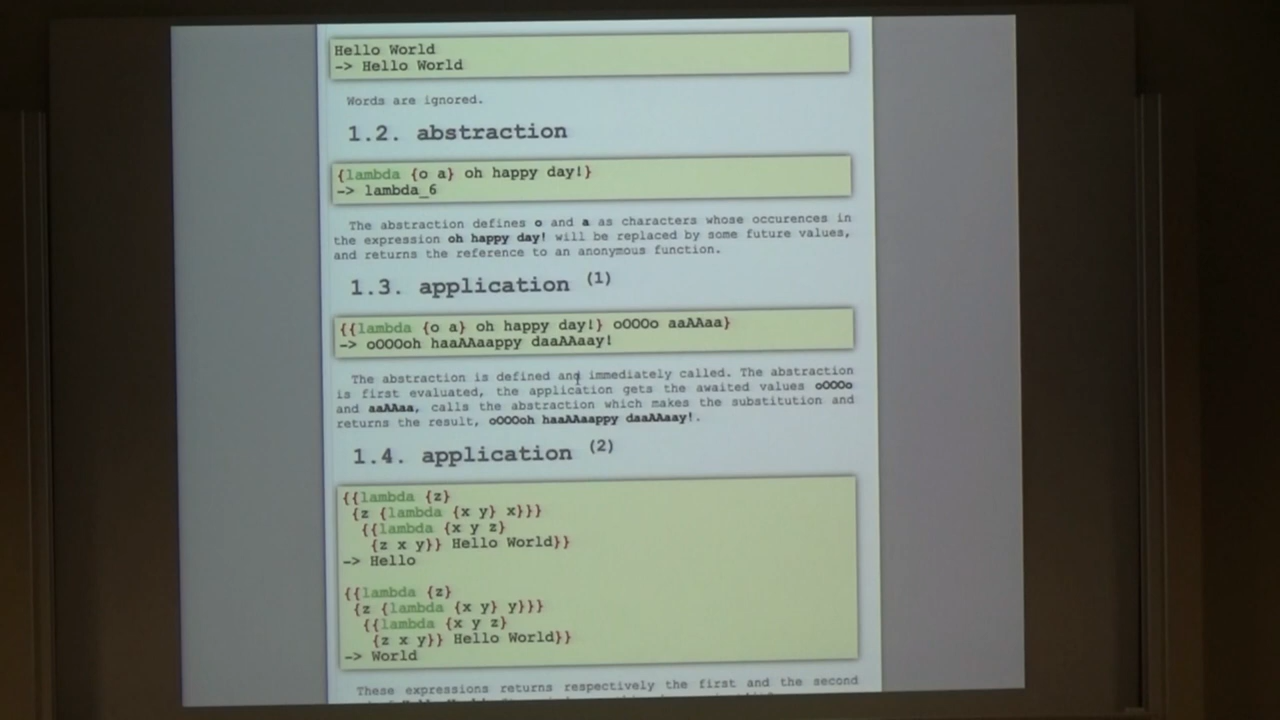 Hello World
-> Hello World
Words are ignored.
1.2. abstraction
{lambda {o a} oh happy day!}
-> lambda_6
The abstraction defines o and a as characters whose occurences in
the expression oh happy day! will be replaced by some future values,
and returns the reference to an anonymous function.
1.3. application (1)
{{lambda {o a} oh happy day!} oOOOo aaAAaa}
-> oOOOoh haaAAaappy daaAAaay!
The abstraction is defined and immediately called. The abstraction
is first evaluated, the application gets the awaited values oOOOo
and aaAAaa, calls the abstraction which makes the substitution and
returns the result, oOOOoh haaAAaappy daaAAaay!.
1.4. application (2)
{{lambda {z}
{z {lambda {x y} x}}}
{{lambda {x y z}
{z x y}} Hello World}}
-> Hello
{{lambda {z}
{z {lambda {x y} y}}}
{{lambda {x y z}
{z x y}} Hello World}}
-> World
These expressions returns respectively the first and the second